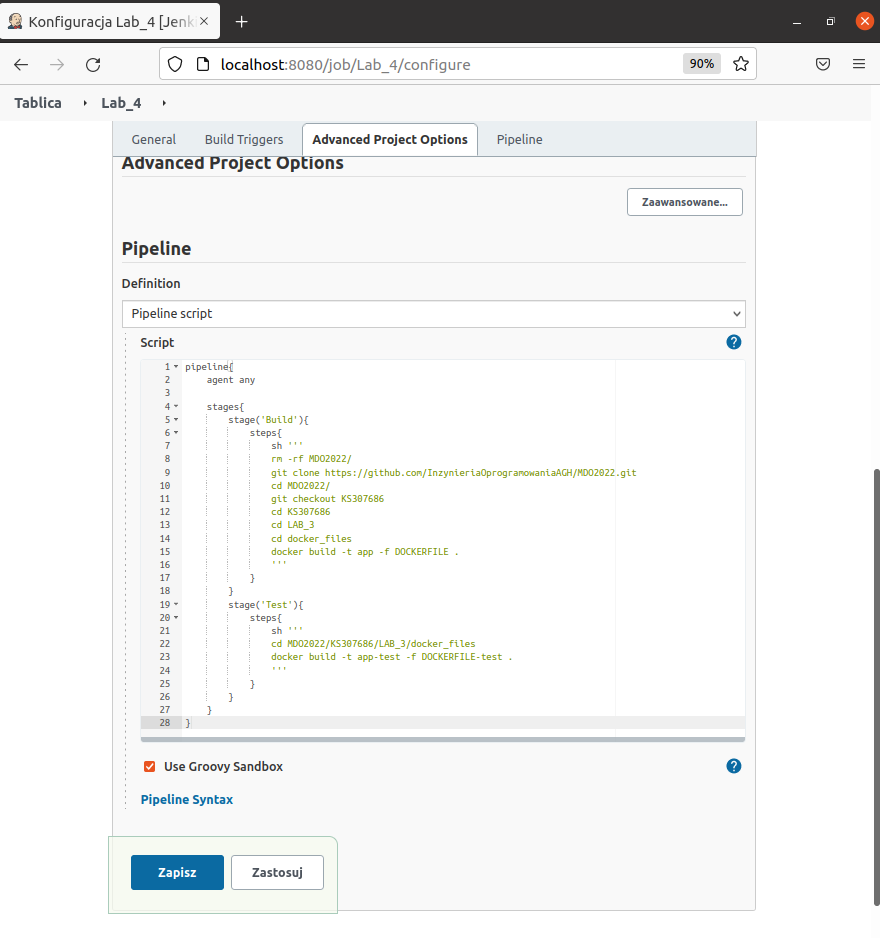 Konfiguracja Lab_4 [Jenki
localhost:8080/job/Lab_4/configure
90%
Tablica
Lab_4
General
Build Triggers
Advanced Project Options
Pipeline
Advanced Project Options
Zaawansowane...
Pipeline
Definition
Pipeline script
Script
?
1 pipeline{
2 agent any
3
4 stages{
5 stage('Build'){
6 steps{
7 sh '''
8 rm -rf MDO2022/
9 git clone https://github.com/InzynieriaOprogramowaniaAGH/MDO2022.git
10 cd MDO2022/
11 git checkout KS307686
12 cd KS307686
13 cd LAB_3
14 cd docker_files
15 docker build -t app -f DOCKERFILE .
16 '''
17 }
18 }
19 stage('Test'){
20 steps{
21 sh '''
22 cd MDO2022/KS307686/LAB_3/docker_files
23 docker build -t app-test -f DOCKERFILE-test .
24 '''
25 }
26 }
27 }
28 }
Use Groovy Sandbox
?
Pipeline Syntax
Zapisz
Zastosuj